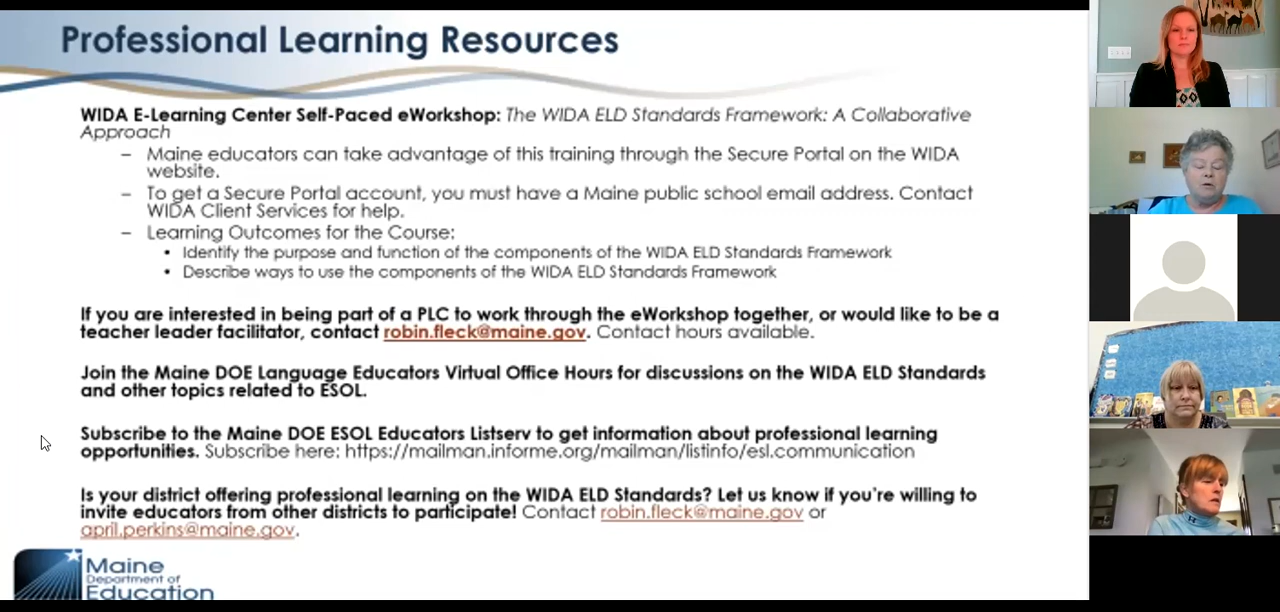 Professional Learning Resources
WIDA E-Learning Center Self-Paced eWorkshop: The WIDA ELD Standards Framework: A Collaborative
Approach
– Maine educators can take advantage of this training through the Secure Portal on the WIDA
website.
– To get a Secure Portal account, you must have a Maine public school email address. Contact
WIDA Client Services for help.
– Learning Outcomes for the Course:
• Identify the purpose and function of the components of the WIDA ELD Standards Framework
• Describe ways to use the components of the WIDA ELD Standards Framework
If you are interested in being part of a PLC to work through the eWorkshop together, or would like to be a
teacher leader facilitator, contact robin.fleck@maine.gov. Contact hours available.
Join the Maine DOE Language Educators Virtual Office Hours for discussions on the WIDA ELD Standards
and other topics related to ESOL.
Subscribe to the Maine DOE ESOL Educators Listserv to get information about professional learning
opportunities. Subscribe here: https://mailman.informe.org/mailman/listinfo/esl.communication
Is your district offering professional learning on the WIDA ELD Standards? Let us know if you're willing to
invite educators from other districts to participate! Contact robin.fleck@maine.gov or
april.perkins@maine.gov.
Maine
Department of
Education